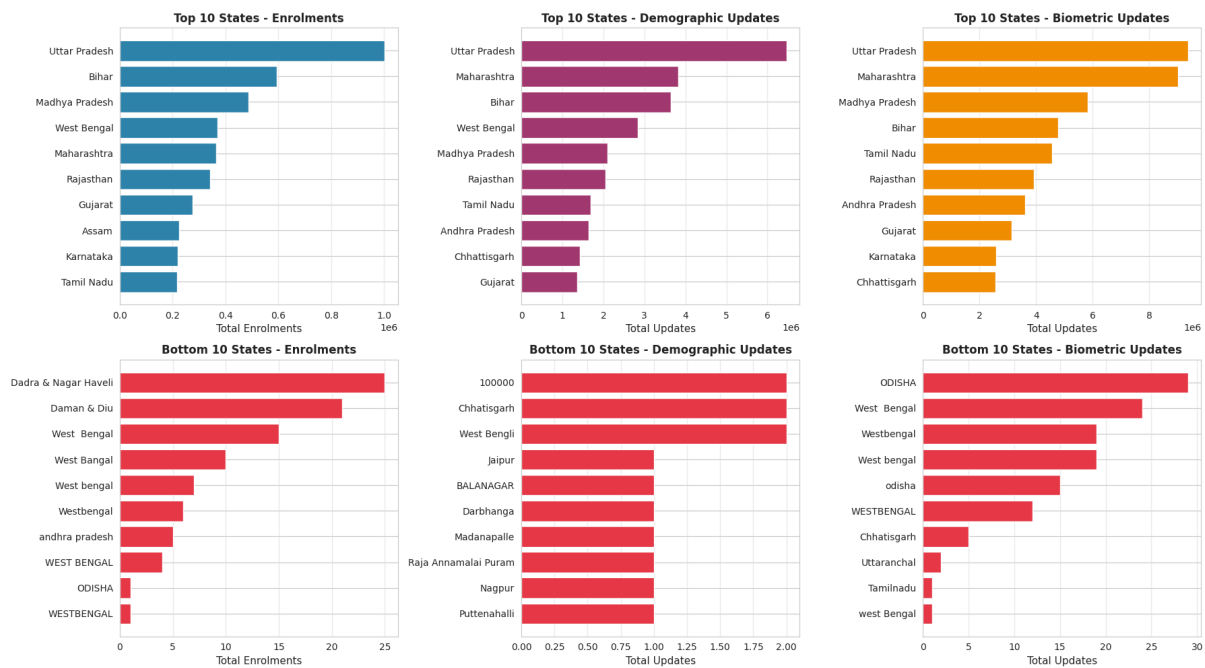 Top 10 States - Enrolments
Uttar Pradesh
Bihar
Madhya Pradesh
West Bengal
Maharashtra
Rajasthan
Gujarat
Assam
Karnataka
Tamil Nadu
0.0 0.2 0.4 0.6 0.8 1.0
Total Enrolments
1e6
Top 10 States - Demographic Updates
Uttar Pradesh
Maharashtra
Bihar
West Bengal
Madhya Pradesh
Rajasthan
Tamil Nadu
Andhra Pradesh
Chhattisgarh
Gujarat
0 1 2 3 4 5 6
Total Updates
1e6
Top 10 States - Biometric Updates
Uttar Pradesh
Maharashtra
Madhya Pradesh
Bihar
Tamil Nadu
Rajasthan
Andhra Pradesh
Gujarat
Karnataka
Chhattisgarh
0 2 4 6 8
Total Updates
1e6
Bottom 10 States - Enrolments
Dadra & Nagar Haveli
Daman & Diu
West  Bengal
West Bangal
West bengal
Westbengal
andhra pradesh
WEST BENGAL
ODISHA
WESTBENGAL
0 5 10 15 20 25
Total Enrolments
Bottom 10 States - Demographic Updates
100000
Chhatisgarh
West Bengli
Jaipur
BALANAGAR
Darbhanga
Madanapalle
Raja Annamalai Puram
Nagpur
Puttenahalli
0.00 0.25 0.50 0.75 1.00 1.25 1.50 1.75 2.00
Total Updates
Bottom 10 States - Biometric Updates
ODISHA
West  Bengal
Westbengal
West bengal
odisha
WESTBENGAL
Chhatisgarh
Uttaranchal
Tamilnadu
west Bengal
0 5 10 15 20 25 30
Total Updates